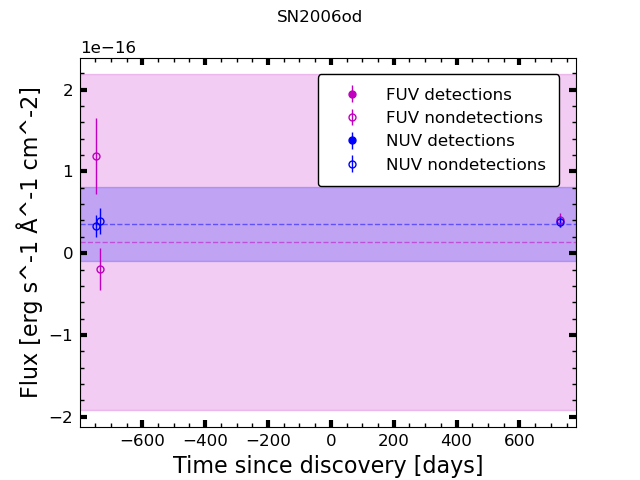 SN2006od
1e−16
FUV detections
FUV nondetections
NUV detections
NUV nondetections
2
1
0
−1
−2
Flux [erg s^-1 Å^-1 cm^-2]
−600 −400 −200 0 200 400 600
Time since discovery [days]